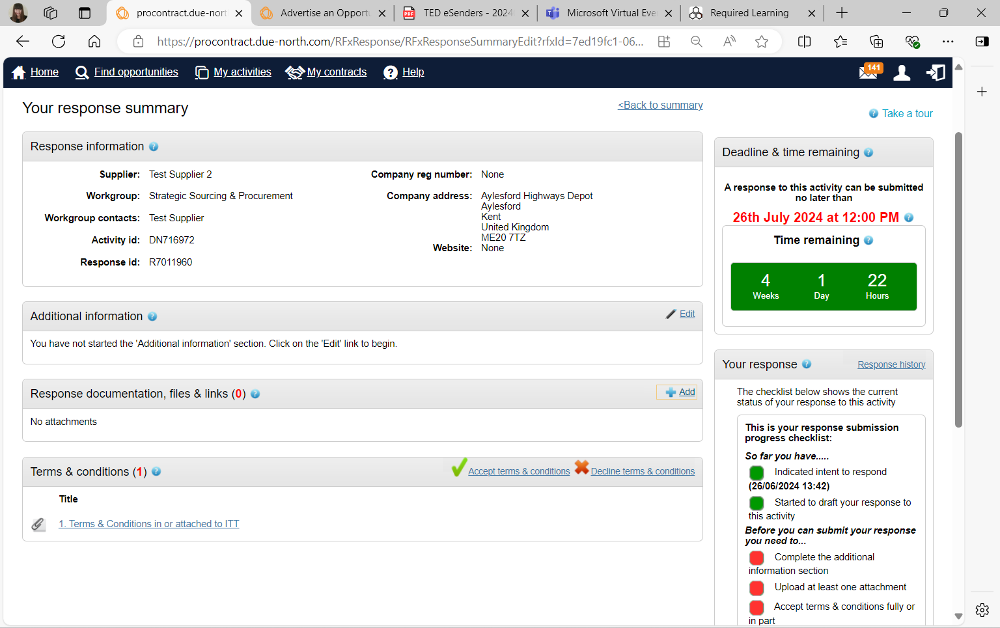 procontract.due-nort
Advertise an Opport
TED eSenders - 2024
Microsoft Virtual Eve
Required Learning
https://procontract.due-north.com/RFxResponse/RFxResponseSummaryEdit?rfxId=7ed19fc1-06...
Home
Find opportunities
My activities
My contracts
Help
141
Your response summary
<Back to summary
Take a tour
Response information
Supplier: Test Supplier 2
Workgroup: Strategic Sourcing & Procurement
Workgroup contacts: Test Supplier
Activity id: DN716972
Response id: R7011960
Company reg number: None
Company address: Aylesford Highways Depot
Aylesford
Kent
United Kingdom
ME20 7TZ
Website: None
Additional information
Edit
You have not started the 'Additional information' section. Click on the 'Edit' link to begin.
Response documentation, files & links (0)
Add
No attachments
Terms & conditions (1)
Accept terms & conditions
Decline terms & conditions
Title
1. Terms & Conditions in or attached to ITT
Deadline & time remaining
A response to this activity can be submitted
no later than
26th July 2024 at 12:00 PM
Time remaining
4 1 22
Weeks Day Hours
Your response
Response history
The checklist below shows the current
status of your response to this activity
This is your response submission
progress checklist:
So far you have.....
Indicated intent to respond
(26/06/2024 13:42)
Started to draft your response to
this activity
Before you can submit your response
you need to...
Complete the additional
information section
Upload at least one attachment
Accept terms & conditions fully or
in part